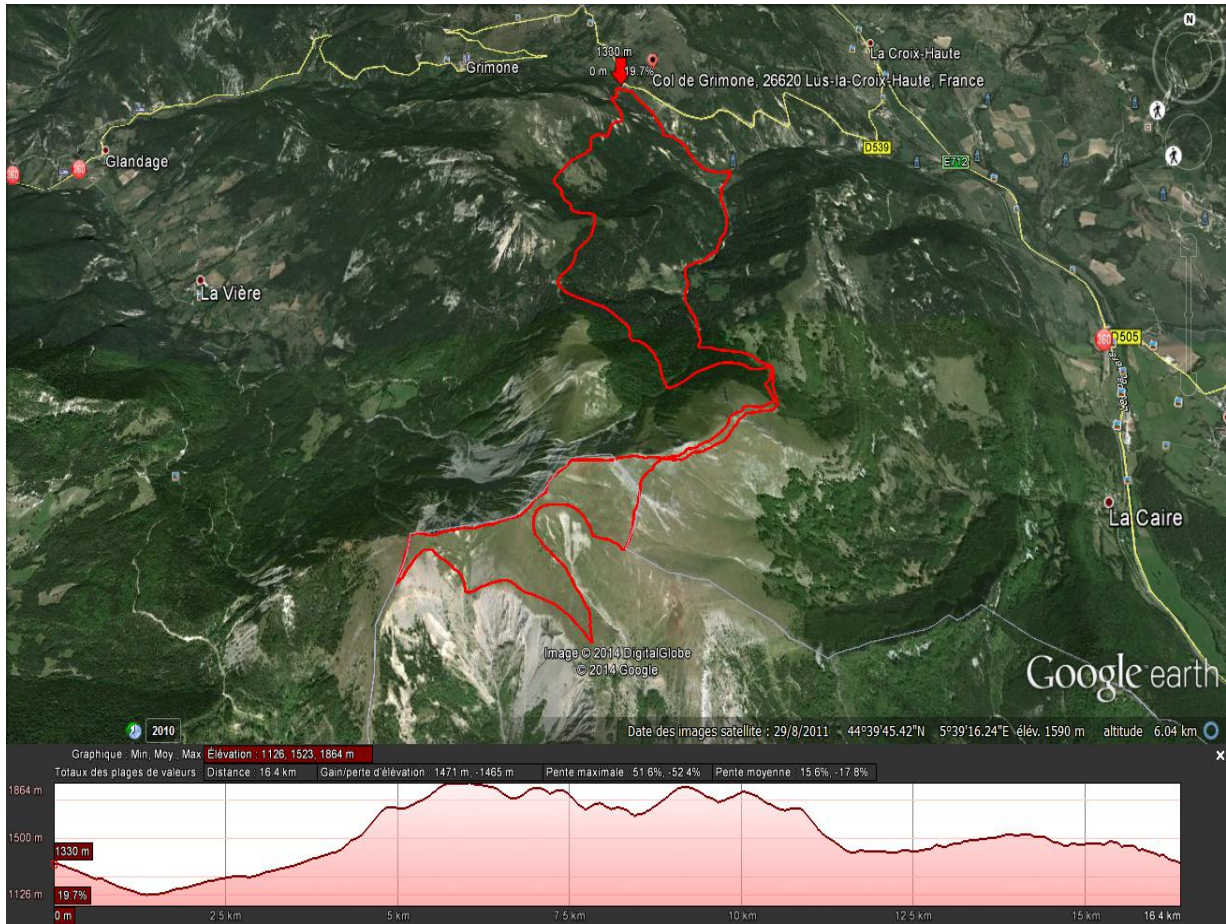 N
La Croix-Haute
1330 m
Grimone
0 m 19.7%
Col de Grimone, 26620 Lus-la-Croix-Haute, France
D539
Glandage
E712
360
360
La Vière
360
D505
La Caire
Image © 2014 DigitalGlobe
© 2014 Google
Google earth
2010
Date des images satellite : 29/8/2011 44°39'45.42"N 5°39'16.24"E élév. 1590 m altitude 6.04 km
Graphique : Min, Moy, Max Élévation : 1126, 1523, 1864 m
x
Totaux des plages de valeurs : Distance : 16.4 km Gain/perte d'élévation : 1471 m, -1465 m Pente maximale : 51.6%, -52.4% Pente moyenne : 15.6%, -17.8%
1864 m
1500 m
1330 m
1126 m
19.7%
0 m
2.5 km
5 km
7.5 km
10 km
12.5 km
15 km
16.4 km